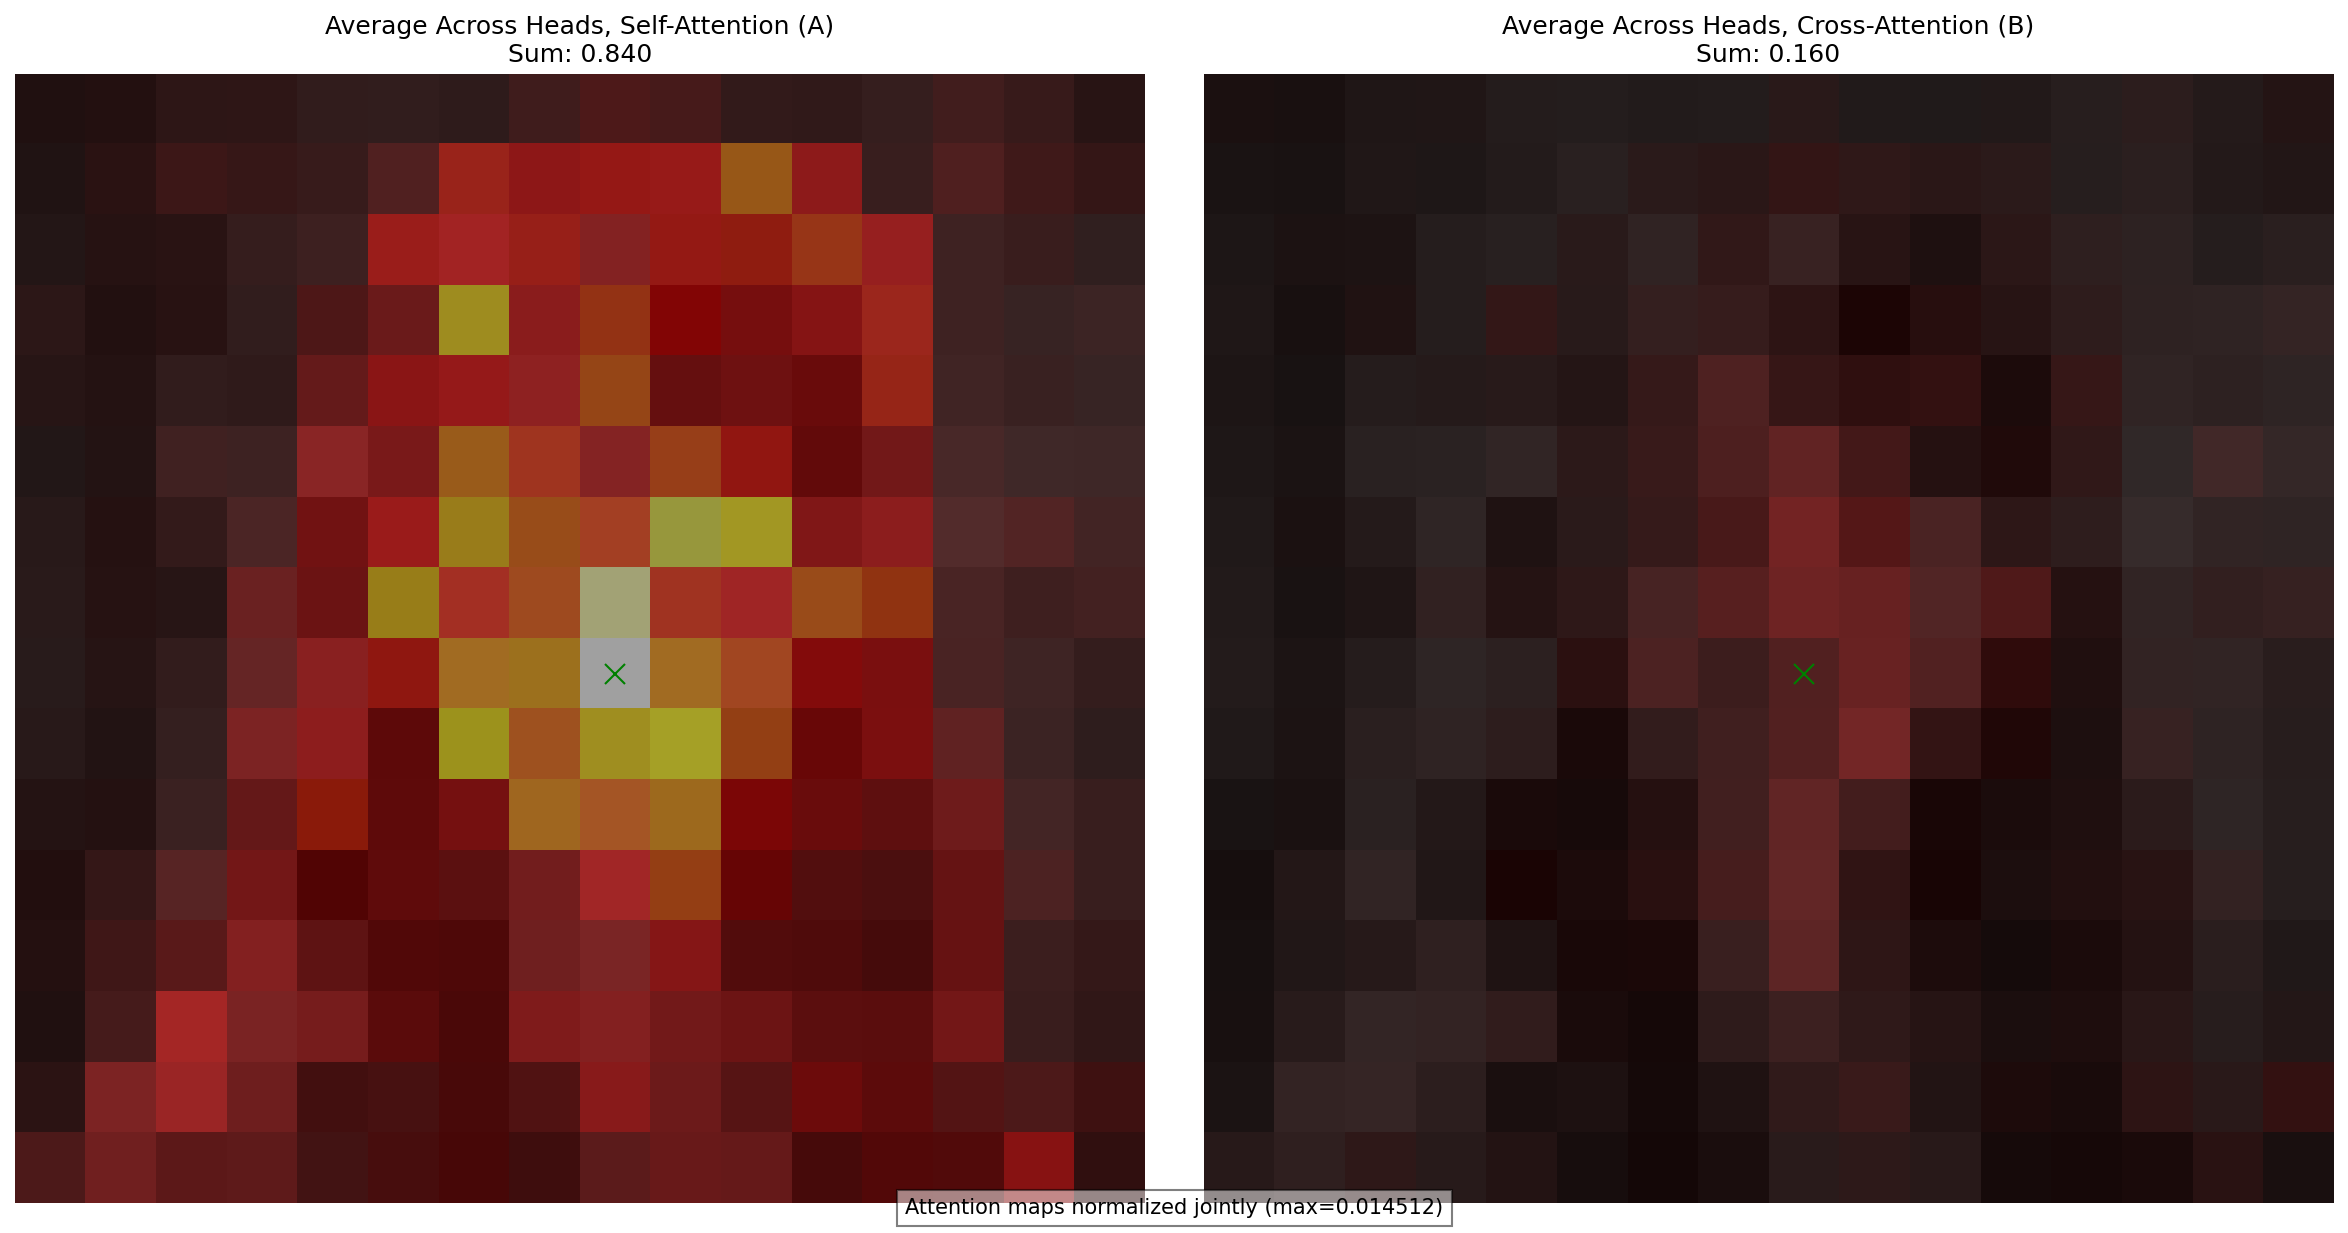 Average Across Heads, Self-Attention (A)
Sum: 0.840
Average Across Heads, Cross-Attention (B)
Sum: 0.160
Attention maps normalized jointly (max=0.014512)